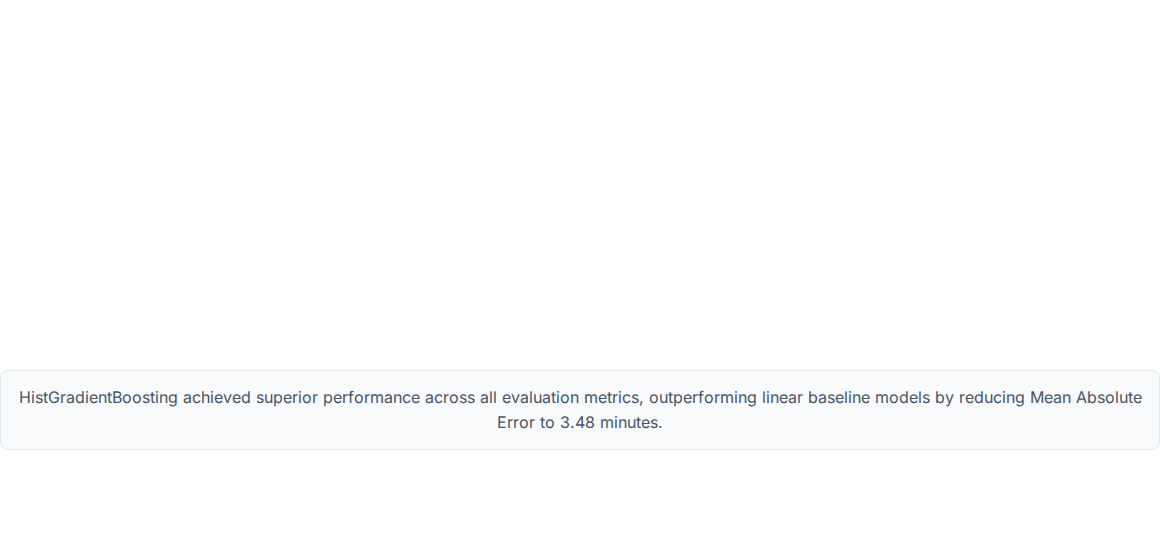 HistGradientBoosting achieved superior performance across all evaluation metrics, outperforming linear baseline models by reducing Mean Absolute
Error to 3.48 minutes.